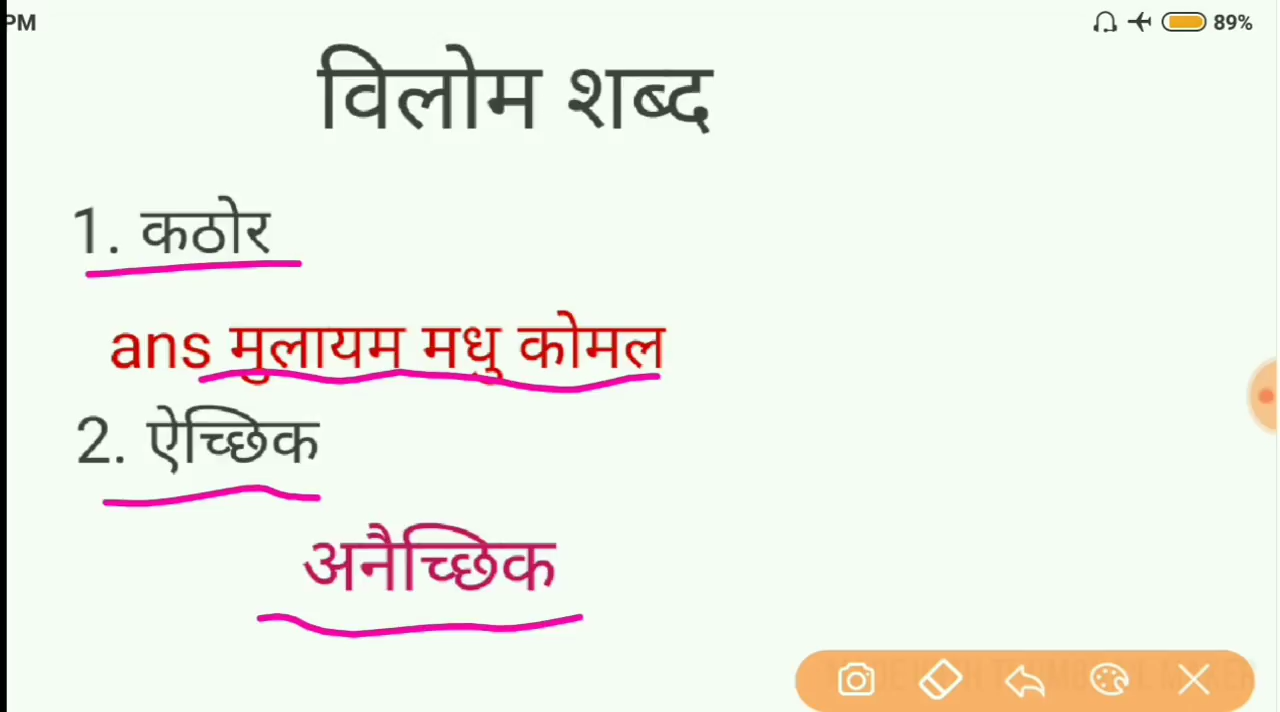 PM 89%
विलोम शब्द
1. कठोर
ans मुलायम मधु कोमल
2. ऐच्छिक
अनैच्छिक